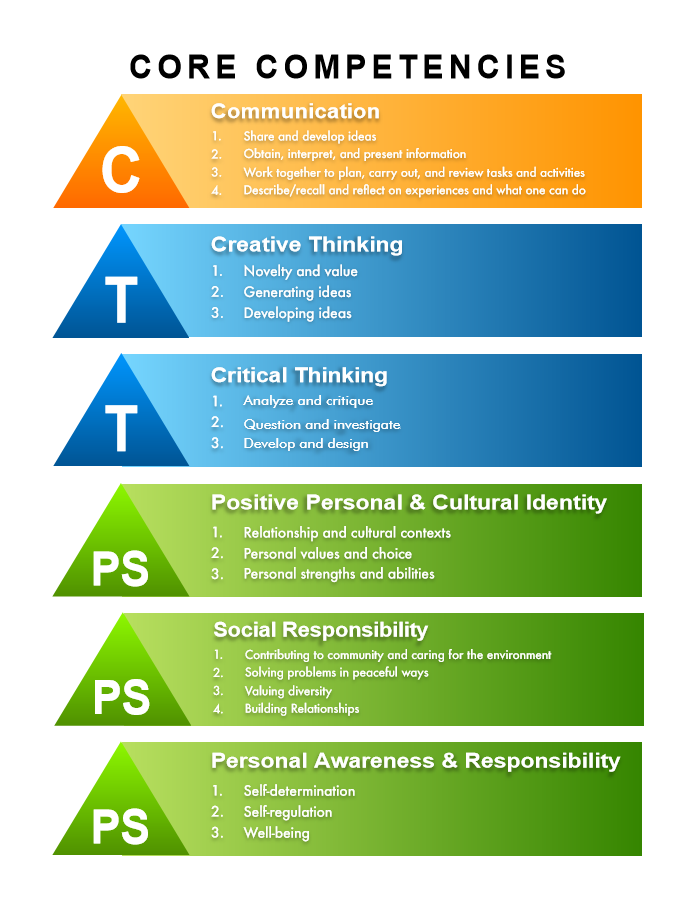 CORE COMPETENCIES
C
Communication
1. Share and develop ideas
2. Obtain, interpret, and present information
3. Work together to plan, carry out, and review tasks and activities
4. Describe/recall and reflect on experiences and what one can do
T
Creative Thinking
1. Novelty and value
2. Generating ideas
3. Developing ideas
T
Critical Thinking
1. Analyze and critique
2. Question and investigate
3. Develop and design
PS
Positive Personal & Cultural Identity
1. Relationship and cultural contexts
2. Personal values and choice
3. Personal strengths and abilities
PS
Social Responsibility
1. Contributing to community and caring for the environment
2. Solving problems in peaceful ways
3. Valuing diversity
4. Building Relationships
PS
Personal Awareness & Responsibility
1. Self-determination
2. Self-regulation
3. Well-being